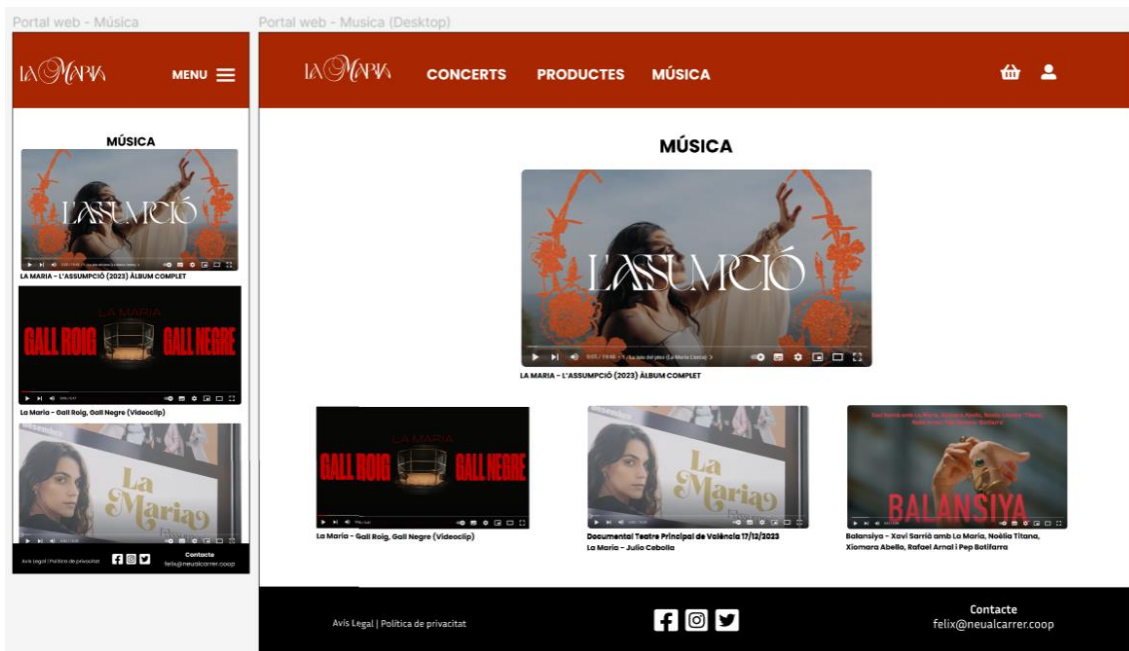 Portal web - Música
LA MARIA
MENU
MÚSICA
L'ASSUMPCIÓ
LA MARIA - L'ASSUMPCIÓ (2023) ÀLBUM COMPLET
LA MARIA
GALL ROIG GALL NEGRE
La Maria - Gall Roig, Gall Negre (Videoclip)
La
Maria
Avís Legal | Política de privacitat
Contacte
felix@neualcarrer.coop
Portal web - Musica (Desktop)
LA MARIA
CONCERTS
PRODUCTES
MÚSICA
MÚSICA
L'ASSUMPCIÓ
LA MARIA - L'ASSUMPCIÓ (2023) ÀLBUM COMPLET
LA MARIA
GALL ROIG GALL NEGRE
La Maria - Gall Roig, Gall Negre (Videoclip)
La
Maria
Documental Teatre Principal de València 17/12/2023
La Maria - Julio Cebolla
BALANSIYA
Balansiya - Xavi Sarrià amb La Maria, Noèlia Titana,
Xiomara Abello, Rafael Arnal i Pep Botifarra
Avís Legal | Política de privacitat
Contacte
felix@neualcarrer.coop